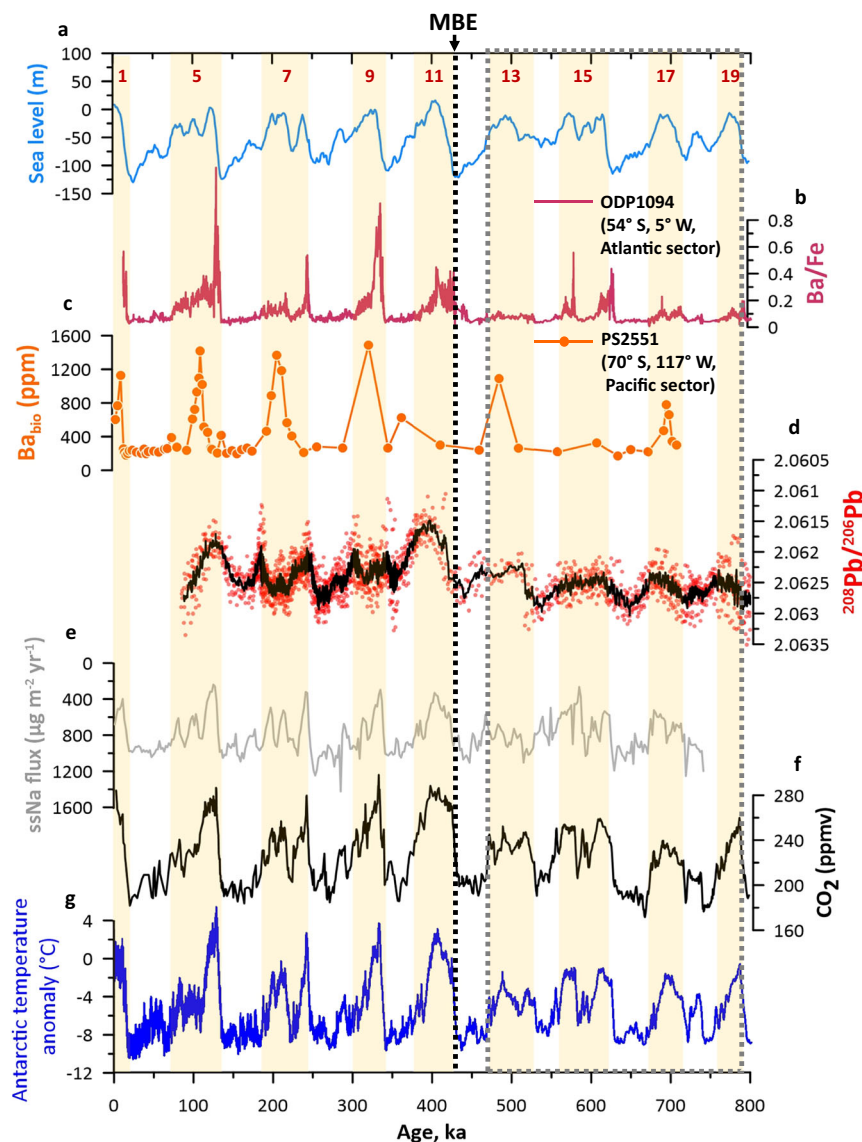 MBE
a
100
50
0
-50
-100
-150
Sea level (m)
1
5
7
9
11
13
15
17
19
b
ODP1094
(54° S, 5° W,
Atlantic sector)
0.8
0.6
0.4
0.2
0
Ba/Fe
c
1600
1200
800
400
0
Babio (ppm)
PS2551
(70° S, 117° W,
Pacific sector)
d
2.0605
2.061
2.0615
2.062
2.0625
2.063
2.0635
208Pb/206Pb
e
0
400
800
1200
1600
ssNa flux (µg m-2 yr-1)
f
280
240
200
160
CO2 (ppmv)
g
4
0
-4
-8
-12
Antarctic temperature
anomaly (°C)
0
100
200
300
400
500
600
700
800
Age, ka